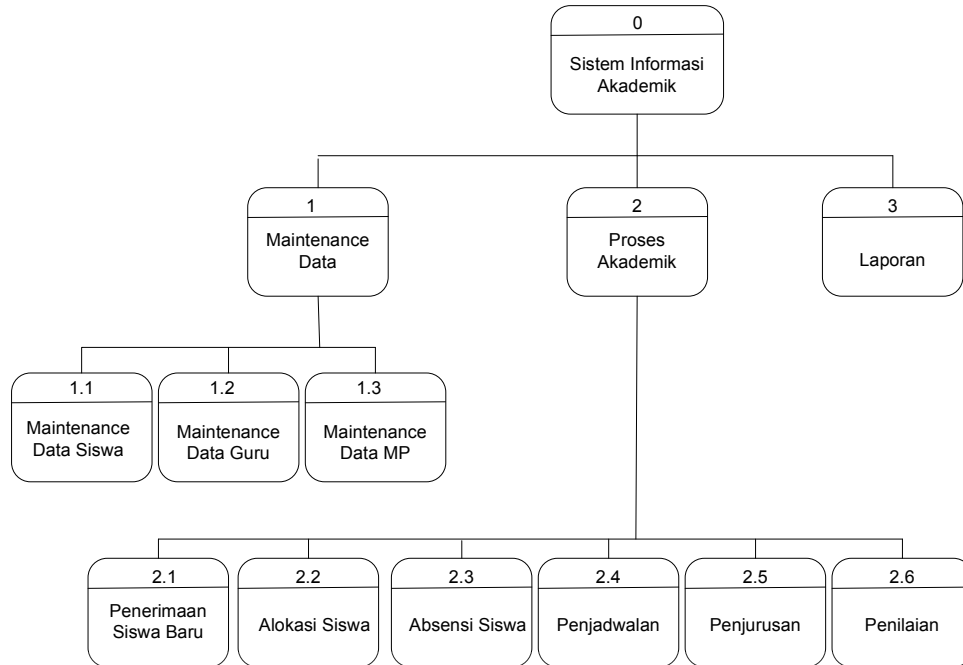 0
Sistem Informasi
Akademik
1
Maintenance
Data
2
Proses
Akademik
3
Laporan
1.1
Maintenance
Data Siswa
1.2
Maintenance
Data Guru
1.3
Maintenance
Data MP
2.1
Penerimaan
Siswa Baru
2.2
Alokasi Siswa
2.3
Absensi Siswa
2.4
Penjadwalan
2.5
Penjurusan
2.6
Penilaian